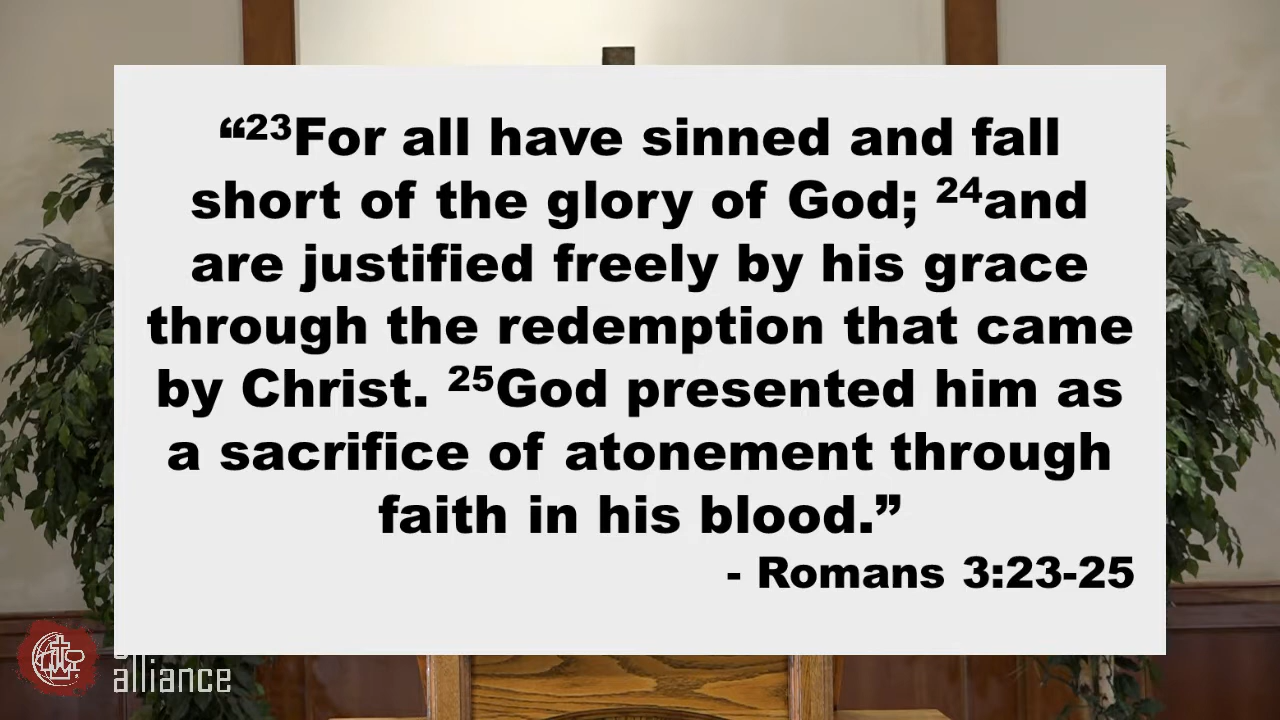 “23For all have sinned and fall
short of the glory of God; 24and
are justified freely by his grace
through the redemption that came
by Christ. 25God presented him as
a sacrifice of atonement through
faith in his blood.”
- Romans 3:23-25
alliance